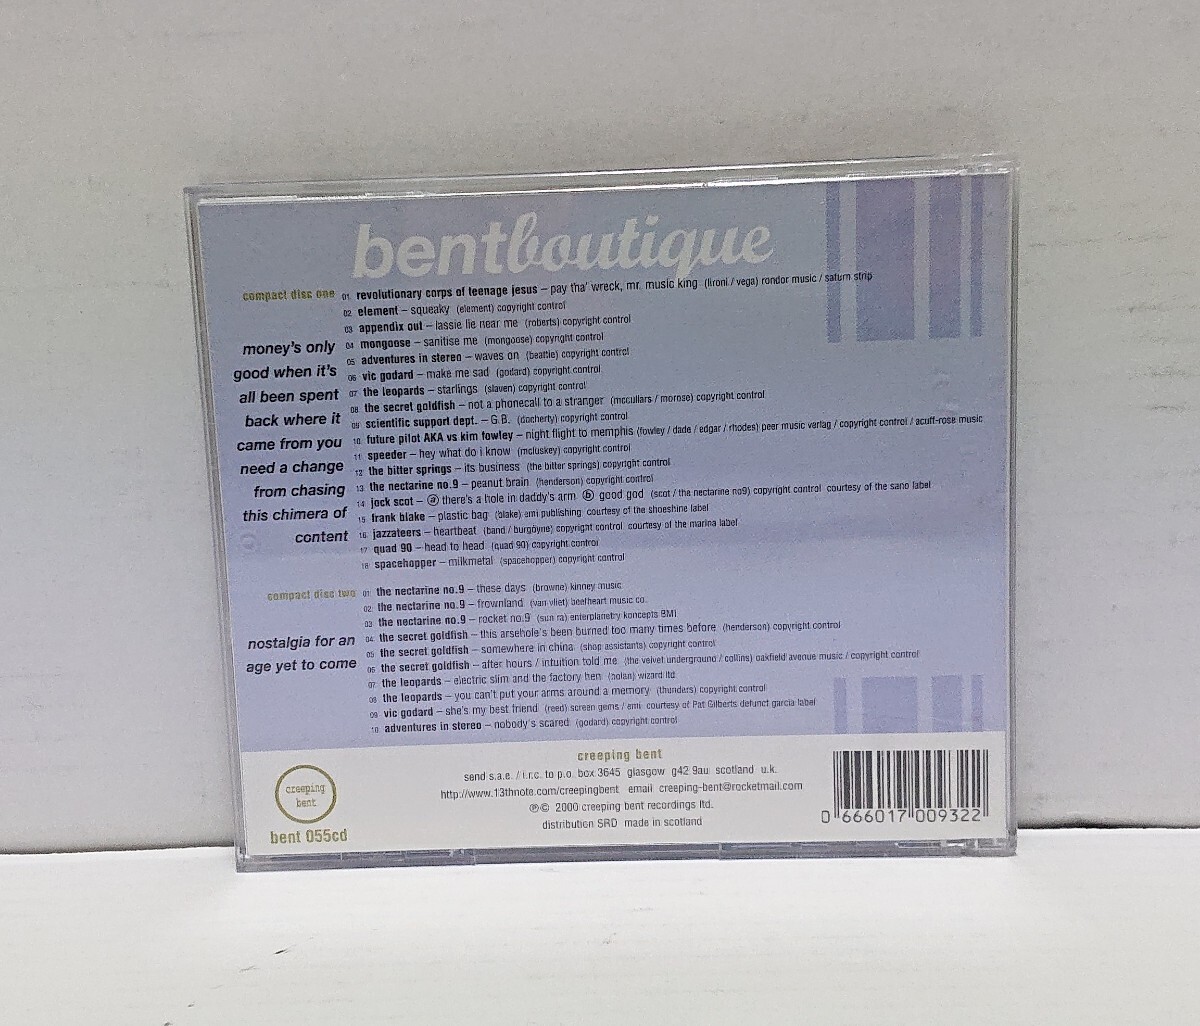 bentboutique
compact disc one
01 revolutionary corps of teenage jesus – pay tha' wreck, mr. music king (lironi / vega) rondor music / saturn strip
02 element – squeaky (element) copyright control
03 appendix out – lassie lie near me (roberts) copyright control
04 mongoose – sanitise me (mongoose) copyright control
05 adventures in stereo – waves on (beattie) copyright control
06 vic godard – make me sad (godard) copyright control
07 the leopards – starlings (slaven) copyright control
08 the secret goldfish – not a phonecall to a stranger (mccullars / morose) copyright control
09 scientific support dept. – G.B. (docherty) copyright control
10 future pilot AKA vs kim fowley – night flight to memphis (fowley / dade / edgar / rhodes) peer music verlag / copyright control / acuff-rose music
11 speeder – hey what do i know (mcluskey) copyright control
12 the bitter springs – its business (the bitter springs) copyright control
13 the nectarine no.9 – peanut brain (henderson) copyright control
14 jock scot – ⓐ there's a hole in daddy's arm ⓑ good god (scot / the nectarine no9) copyright control courtesy of the sano label
15 frank blake – plastic bag (blake) emi publishing courtesy of the shoeshine label
16 jazzateers – heartbeat (band / burgoyne) copyright control courtesy of the marina label
17 quad 90 – head to head (quad 90) copyright control
18 spacehopper – milkmetal (spacehopper) copyright control
money's only
good when it's
all been spent
back where it
came from you
need a change
from chasing
this chimera of
content
compact disc two
01 the nectarine no.9 – these days (browne) kinney music
02 the nectarine no.9 – frownland (van vliet) beefheart music co.
03 the nectarine no.9 – rocket no.9 (sun ra) enterplanetry koncepts BMI
04 the secret goldfish – this arsehole's been burned too many times before (henderson) copyright control
05 the secret goldfish – somewhere in china (shop assistants) copyright control
06 the secret goldfish – after hours / intuition told me (the velvet underground / collins) oakfield avenue music / copyright control
07 the leopards – electric slim and the factory hen (bolan) wizard ltd
08 the leopards – you can't put your arms around a memory (thunders) copyright control
09 vic godard – she's my best friend (reed) screen gems / emi courtesy of Pat Gilberts defunct garcia label
10 adventures in stereo – nobody's scared (godard) copyright control
nostalgia for an
age yet to come
creeping bent
send s.a.e. / i.r.c. to p.o. box 3645 glasgow g42 9au scotland u.k.
http://www.13thnote.com/creepingbent email creeping-bent@rocketmail.com
℗© 2000 creeping bent recordings ltd.
distribution SRD made in scotland
creeping
bent
bent 055cd
0 666017 009322